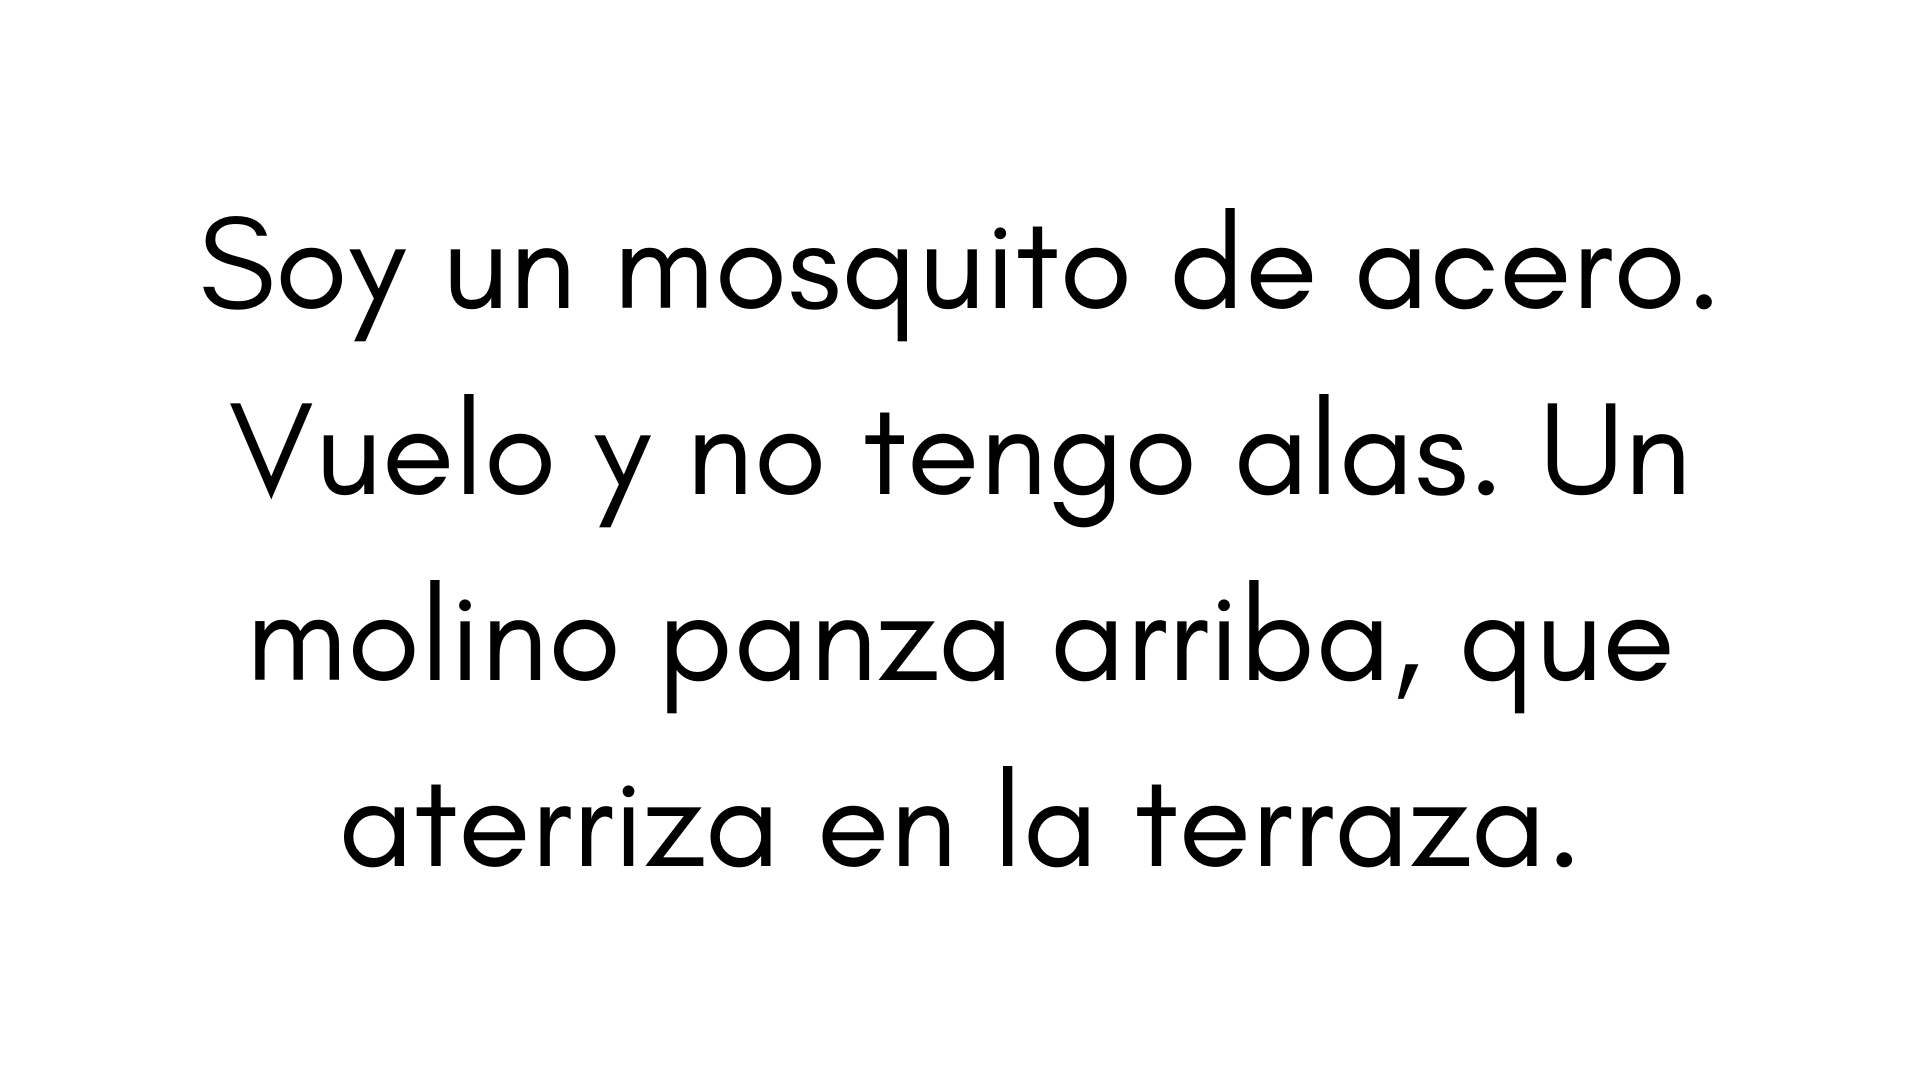 Soy un mosquito de acero.
Vuelo y no tengo alas. Un
molino panza arriba, que
aterriza en la terraza.